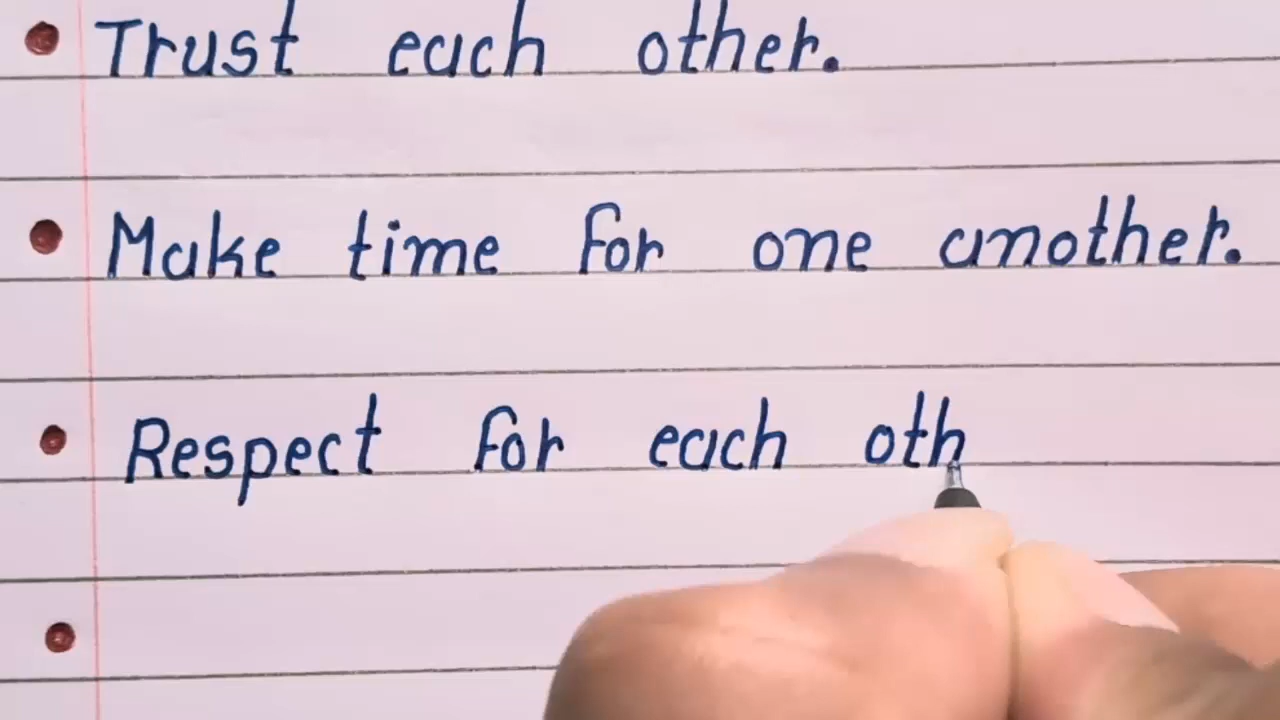 Trust each other.
Make time for one another.
Respect for each oth